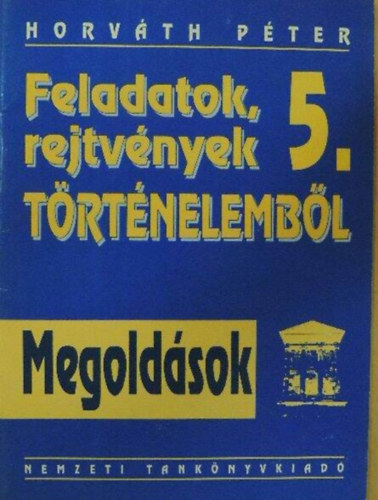 HORVÁTH PÉTER
Feladatok,
rejtvények 5.
TÖRTÉNELEMBŐL
Megoldások
NEMZETI TANKÖNYVKIADÓ